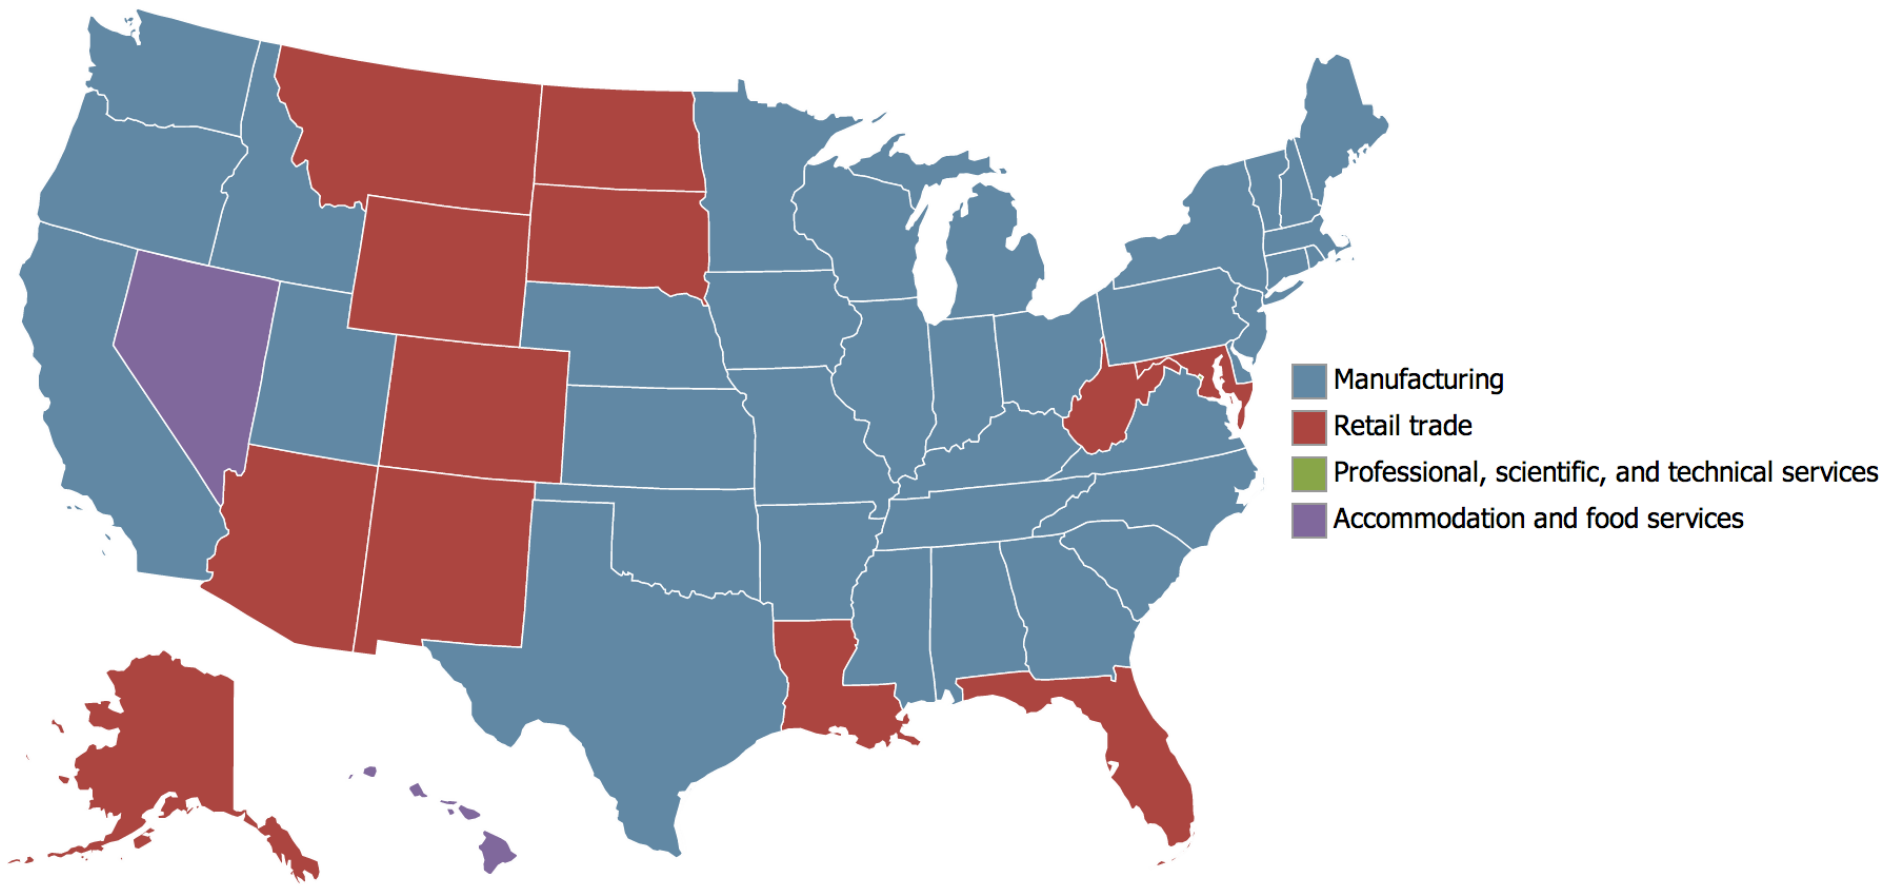 Manufacturing
Retail trade
Professional, scientific, and technical services
Accommodation and food services